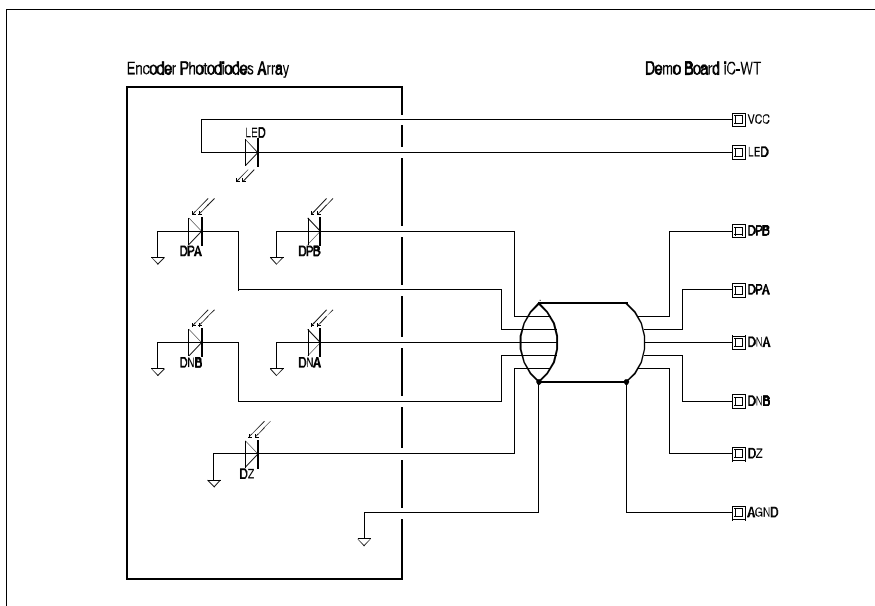 Encoder Photodiodes Array
Demo Board iC-WT
VCC
LED
LED
DPB
DPA
DPB
DPA
DNB
DNA
DNA
DNB
DZ
DZ
AGND